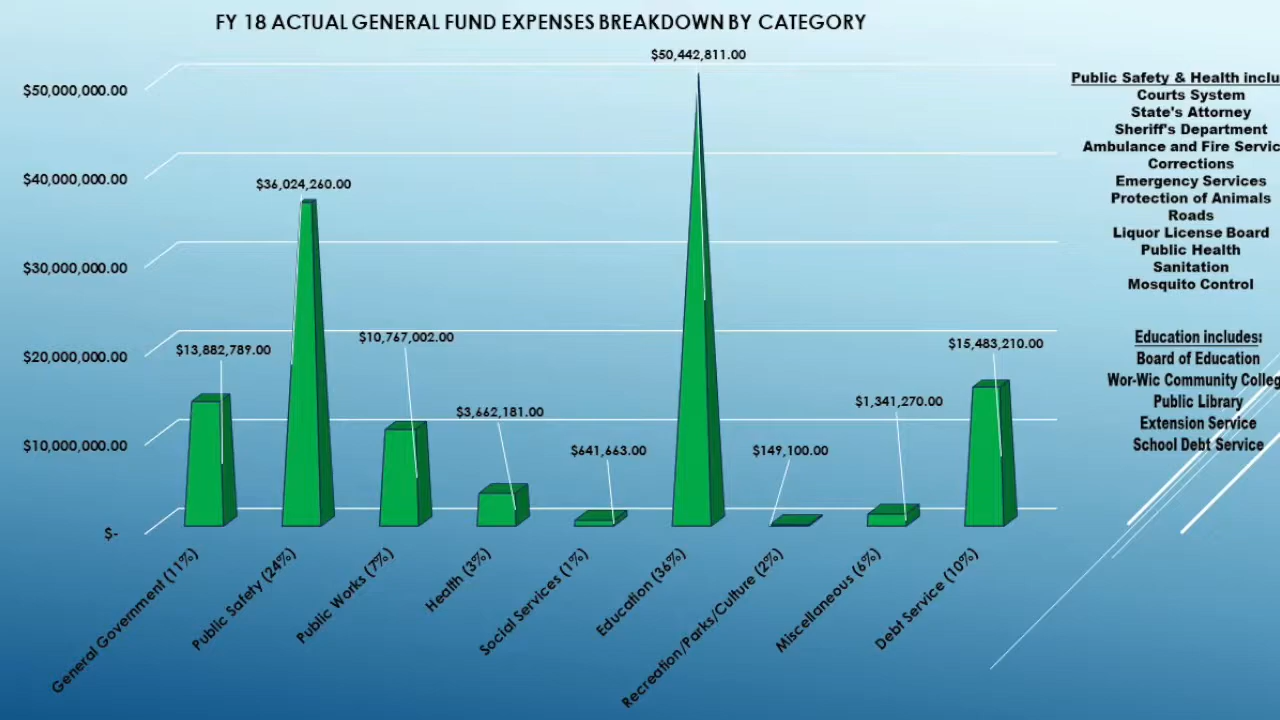 FY 18 ACTUAL GENERAL FUND EXPENSES BREAKDOWN BY CATEGORY
$50,442,811.00
$50,000,000.00
$40,000,000.00
$36,024,260.00
$30,000,000.00
$20,000,000.00
$13,882,789.00
$10,767,002.00
$15,483,210.00
$3,662,181.00
$1,341,270.00
$10,000,000.00
$641,663.00
$149,100.00
$-
General Government (11%)
Public Safety (24%)
Public Works (7%)
Health (3%)
Social Services (1%)
Education (36%)
Recreation/Parks/Culture (2%)
Miscellaneous (6%)
Debt Service (10%)
Public Safety & Health inclu
Courts System
State's Attorney
Sheriff's Department
Ambulance and Fire Servic
Corrections
Emergency Services
Protection of Animals
Roads
Liquor License Board
Public Health
Sanitation
Mosquito Control
Education includes:
Board of Education
Wor-Wic Community Colleg
Public Library
Extension Service
School Debt Service